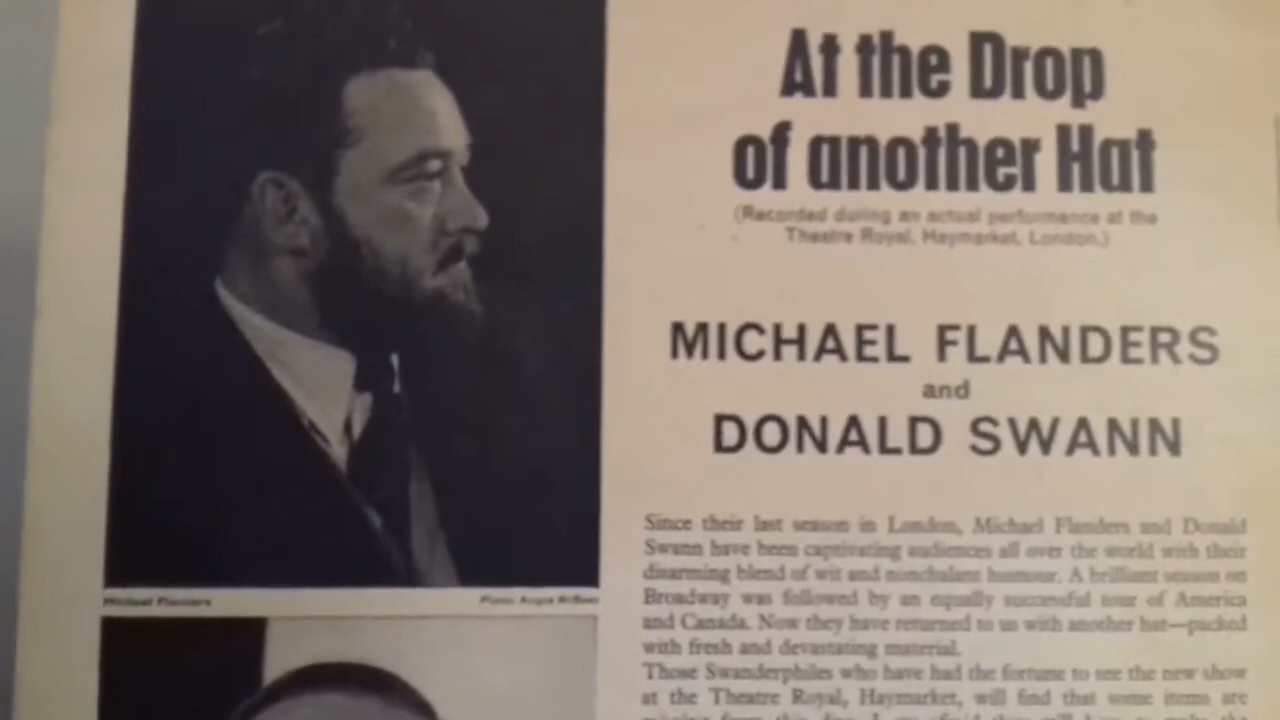 At the Drop
of another Hat
(Recorded during an actual performance at the
Theatre Royal, Haymarket, London.)
MICHAEL FLANDERS
and
DONALD SWANN
Since their last season in London, Michael Flanders and Donald
Swann have been captivating audiences all over the world with their
disarming blend of wit and nonchalant humour. A brilliant season on
Broadway was followed by an equally successful tour of America
and Canada. Now they have returned to us with another hat—packed
with fresh and devastating material.
Those Swanderphiles who have had the fortune to see the new show
at the Theatre Royal, Haymarket, will find that some items are
Michael Flanders
Photo: Angus McBean